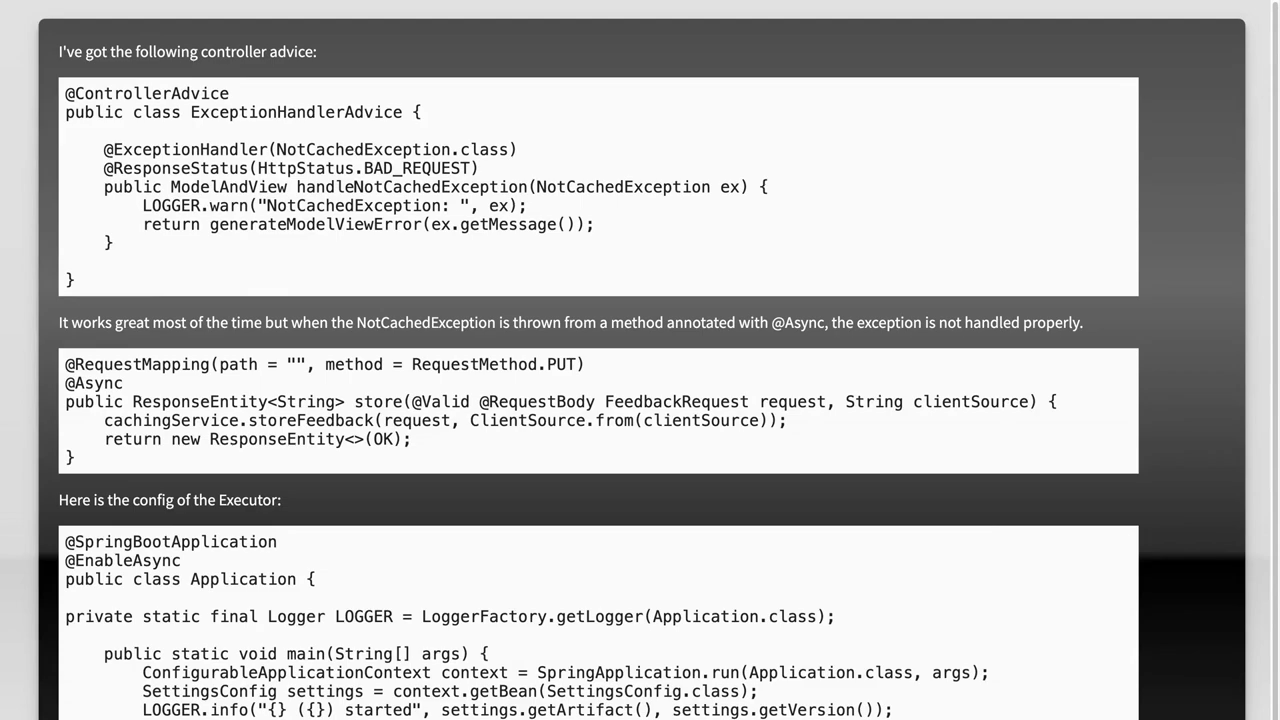 I've got the following controller advice:
@ControllerAdvice
public class ExceptionHandlerAdvice {
@ExceptionHandler(NotCachedException.class)
@ResponseStatus(HttpStatus.BAD_REQUEST)
public ModelAndView handleNotCachedException(NotCachedException ex) {
LOGGER.warn("NotCachedException: ", ex);
return generateModelViewError(ex.getMessage());
}
}
It works great most of the time but when the NotCachedException is thrown from a method annotated with @Async, the exception is not handled properly.
@RequestMapping(path = "", method = RequestMethod.PUT)
@Async
public ResponseEntity<String> store(@Valid @RequestBody FeedbackRequest request, String clientSource) {
cachingService.storeFeedback(request, ClientSource.from(clientSource));
return new ResponseEntity<>(OK);
}
Here is the config of the Executor:
@SpringBootApplication
@EnableAsync
public class Application {
private static final Logger LOGGER = LoggerFactory.getLogger(Application.class);
public static void main(String[] args) {
ConfigurableApplicationContext context = SpringApplication.run(Application.class, args);
SettingsConfig settings = context.getBean(SettingsConfig.class);
LOGGER.info("{} ({}) started", settings.getArtifact(), settings.getVersion());